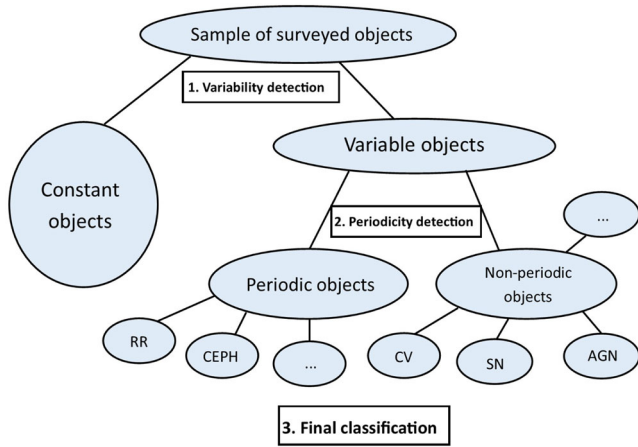 Sample of surveyed objects
1. Variability detection
Variable objects
Constant
objects
2. Periodicity detection
...
Periodic objects
Non-periodic
objects
RR
CEPH
...
CV
SN
AGN
3. Final classification